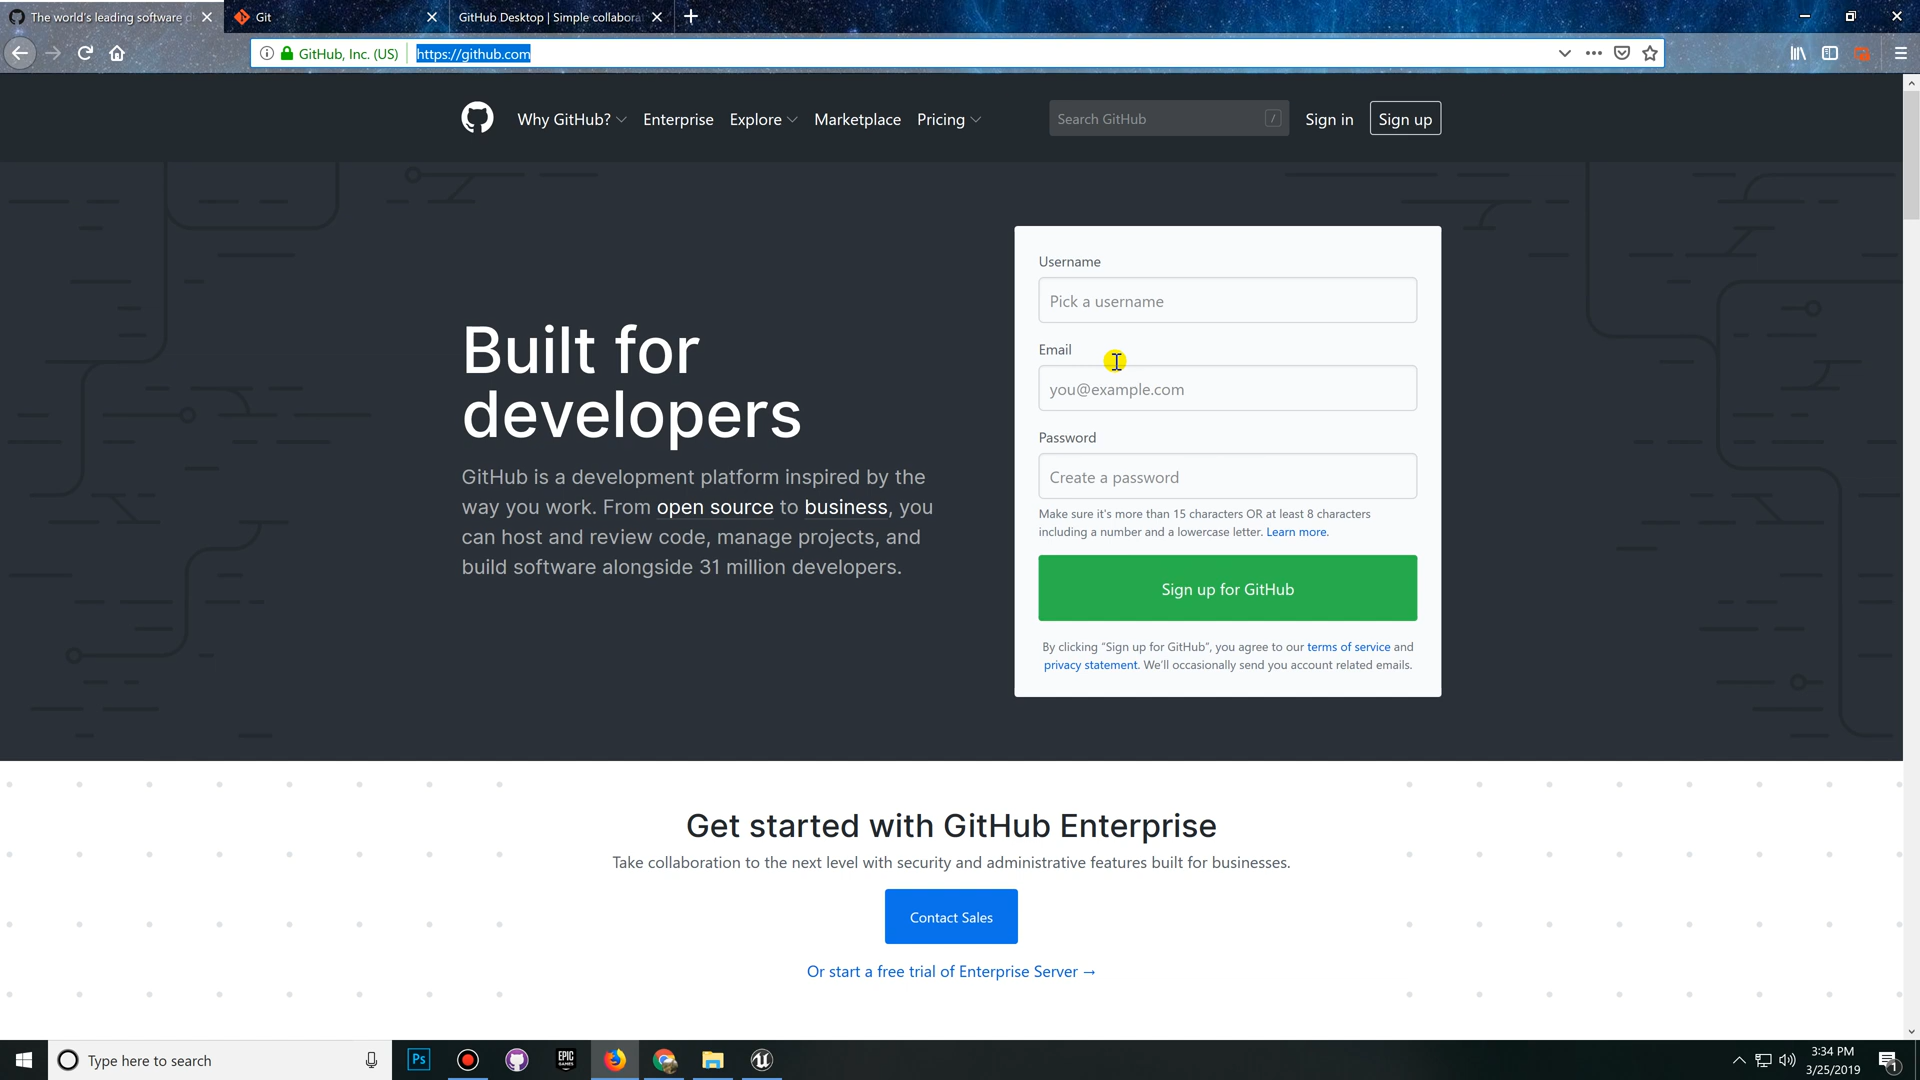 The world's leading software d
Git
GitHub Desktop | Simple collabora
GitHub, Inc. (US)
https://github.com
Why GitHub?
Enterprise
Explore
Marketplace
Pricing
Search GitHub
/
Sign in
Sign up
Username
Pick a username
Email
you@example.com
Password
Create a password
Make sure it's more than 15 characters OR at least 8 characters
including a number and a lowercase letter. Learn more.
Sign up for GitHub
By clicking “Sign up for GitHub”, you agree to our terms of service and
privacy statement. We'll occasionally send you account related emails.
Built for
developers
GitHub is a development platform inspired by the
way you work. From open source to business, you
can host and review code, manage projects, and
build software alongside 31 million developers.
Get started with GitHub Enterprise
Take collaboration to the next level with security and administrative features built for businesses.
Contact Sales
Or start a free trial of Enterprise Server →
Type here to search
Ps
EPIC
GAMES
3:34 PM
3/25/2019
1